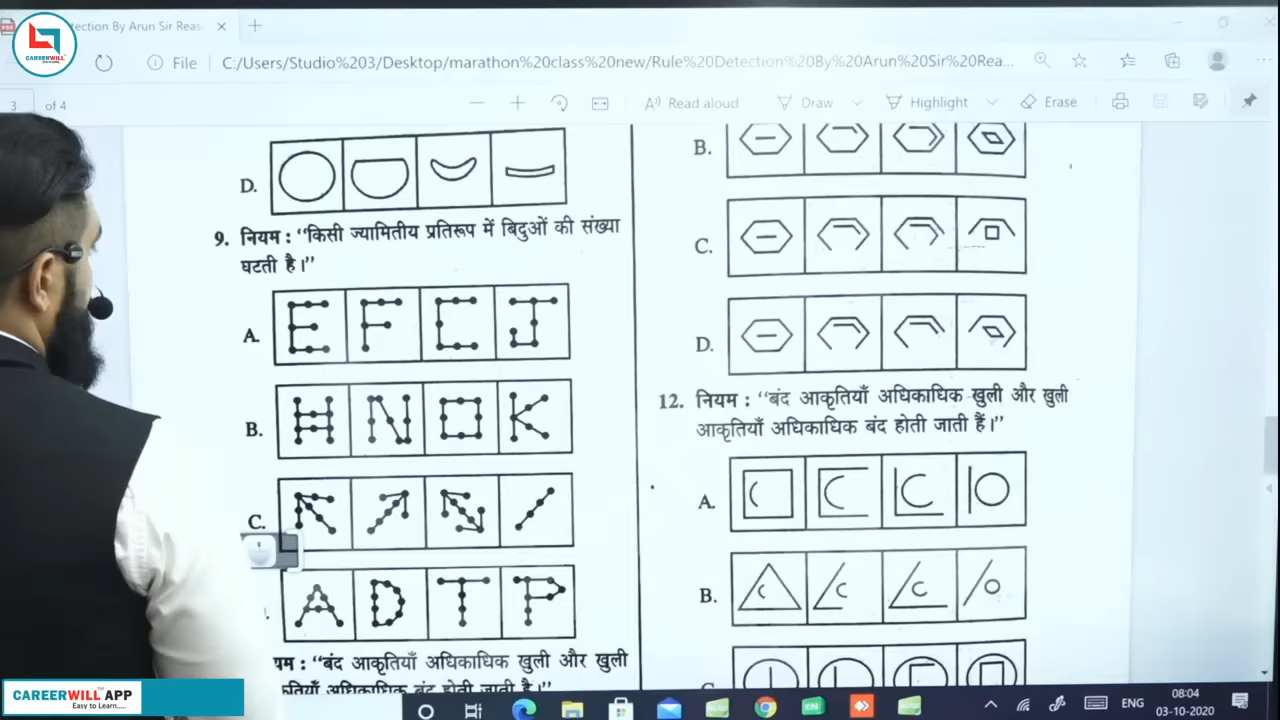 CAREERWILL
tection By Arun Sir Reas
File
C:/Users/Studio%203/Desktop/marathon%20class%20new/Rule%20Detection%20By%20Arun%20Sir%20Rea...
3 of 4
Read aloud
Draw
Highlight
Erase
D.
9. नियम : “किसी ज्यामितीय प्रतिरूप में बिदुओं की संख्या
घटती है।”
A.
B.
C.
यम : “बंद आकृतियाँ अधिकाधिक खुली और खुली
तियाँ अधिकाधिक बंद होती जाती है।”
B.
C.
D.
12. नियम : “बंद आकृतियाँ अधिकाधिक खुली और खुली
आकृतियाँ अधिकाधिक बंद होती जाती हैं।”
A.
B.
CAREERWILL APP
Easy to Learn.....
ENG
08:04
03-10-2020